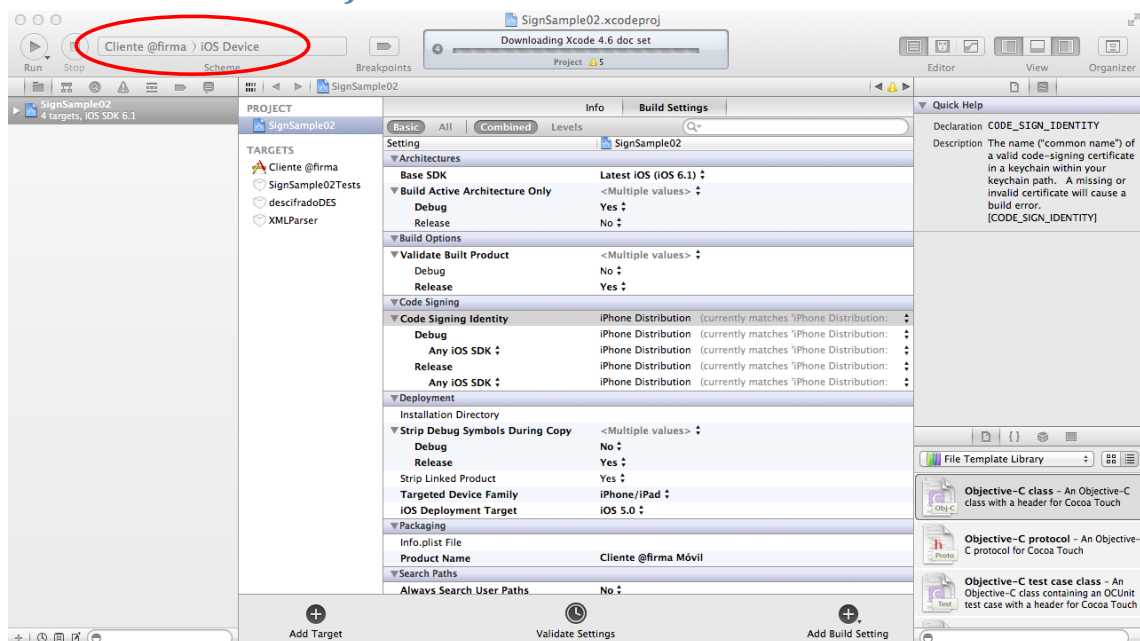 SignSample02.xcodeproj
Cliente @firma 〉 iOS Device
Downloading Xcode 4.6 doc set
4
Project 5
Run Stop Scheme Breakpoints Editor View Organizer
SignSample02
4 targets, iOS SDK 6.1
SignSample02
PROJECT
SignSample02
TARGETS
Cliente @firma
SignSample02Tests
descifradoDES
XMLParser
Info Build Settings
Basic All Combined Levels
Setting SignSample02
Architectures
Base SDK Latest iOS (iOS 6.1)
Build Active Architecture Only <Multiple values>
Debug Yes
Release No
Build Options
Validate Built Product <Multiple values>
Debug No
Release Yes
Code Signing
Code Signing Identity iPhone Distribution (currently matches 'iPhone Distribution:
Debug iPhone Distribution (currently matches 'iPhone Distribution:
Any iOS SDK iPhone Distribution (currently matches 'iPhone Distribution:
Release iPhone Distribution (currently matches 'iPhone Distribution:
Any iOS SDK iPhone Distribution (currently matches 'iPhone Distribution:
Deployment
Installation Directory
Strip Debug Symbols During Copy <Multiple values>
Debug No
Release Yes
Strip Linked Product Yes
Targeted Device Family iPhone/iPad
iOS Deployment Target iOS 5.0
Packaging
Info.plist File
Product Name Cliente @firma Móvil
Search Paths
Always Search User Paths No
Add Target Validate Settings Add Build Setting
Quick Help
Declaration CODE_SIGN_IDENTITY
Description The name ("common name") of
a valid code-signing certificate
in a keychain within your
keychain path. A missing or
invalid certificate will cause a
build error.
[CODE_SIGN_IDENTITY]
{}
File Template Library
Obj-C
Objective-C class - An Objective-C
class with a header for Cocoa Touch
h
Proto
Objective-C protocol - An Objective-
C protocol for Cocoa Touch
Test
Objective-C test case class - An
Objective-C class containing an OCUnit
test case with a header for Cocoa Touch